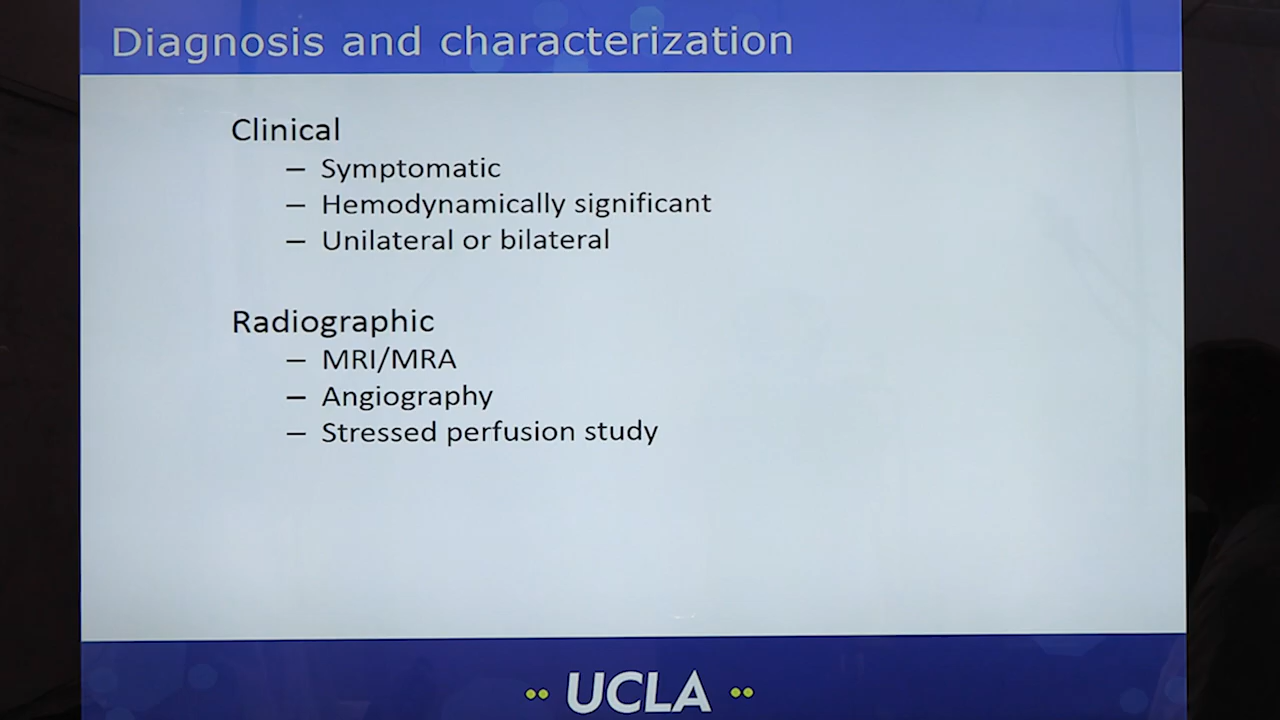 Diagnosis and characterization
Clinical
– Symptomatic
– Hemodynamically significant
– Unilateral or bilateral
Radiographic
– MRI/MRA
– Angiography
– Stressed perfusion study
UCLA